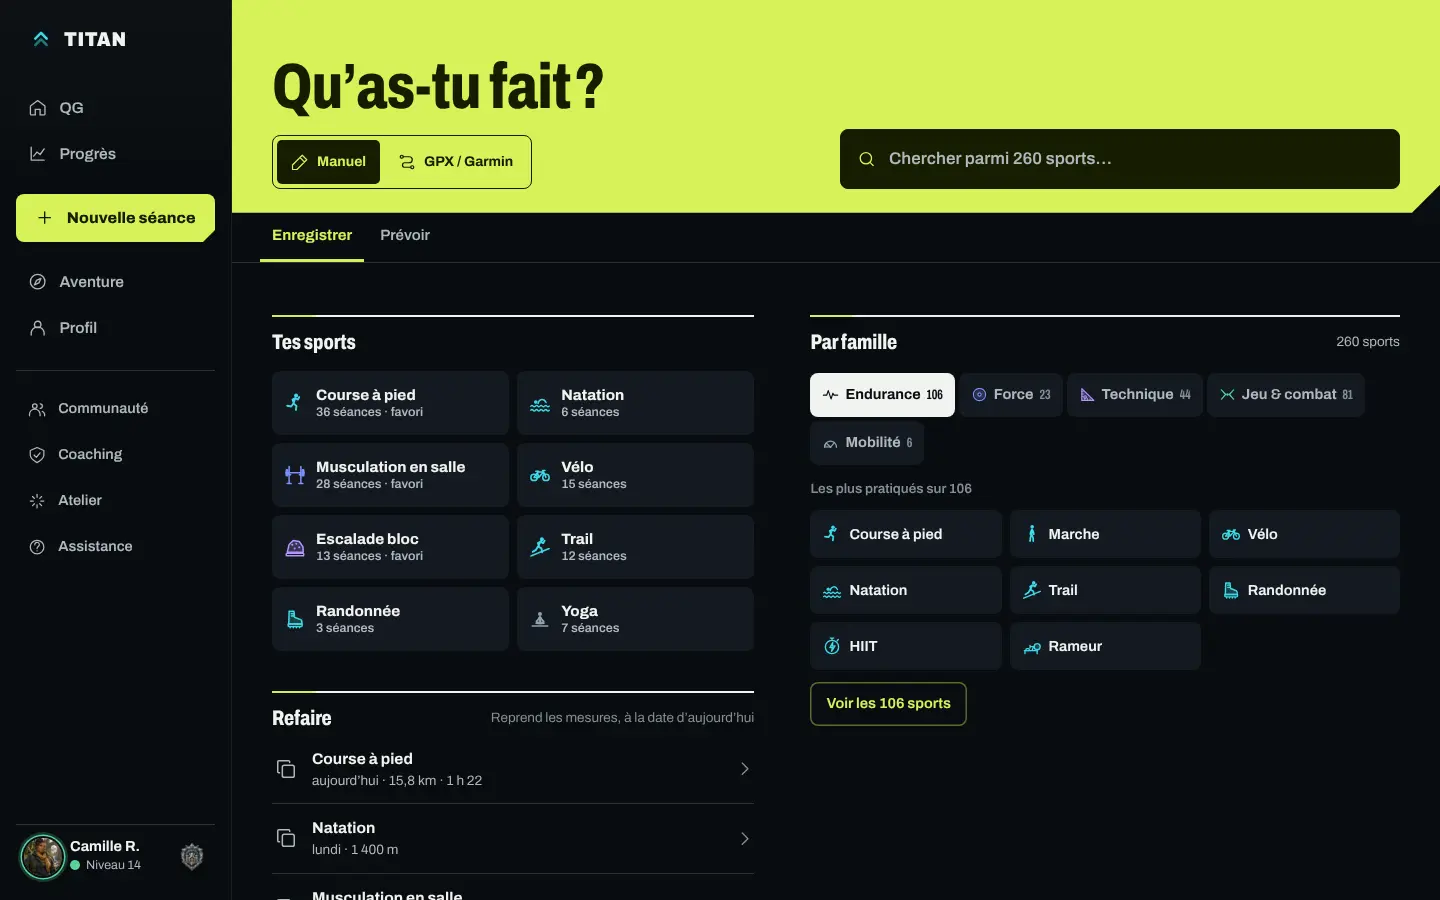 TITAN
QG
Progrès
Nouvelle séance
Aventure
Profil
Communauté
Coaching
Atelier
Assistance
Camille R.
Niveau 14
Qu’as-tu fait ?
Manuel
GPX / Garmin
Chercher parmi 260 sports…
Enregistrer
Prévoir
Tes sports
Course à pied
36 séances · favori
Natation
6 séances
Musculation en salle
28 séances · favori
Vélo
15 séances
Escalade bloc
13 séances · favori
Trail
12 séances
Randonnée
3 séances
Yoga
7 séances
Refaire
Reprend les mesures, à la date d’aujourd’hui
Course à pied
aujourd’hui · 15,8 km · 1 h 22
Natation
lundi · 1 400 m
Musculation en salle
Par famille
260 sports
Endurance 106
Force 23
Technique 44
Jeu & combat 81
Mobilité 6
Les plus pratiqués sur 106
Course à pied
Marche
Vélo
Natation
Trail
Randonnée
HIIT
Rameur
Voir les 106 sports